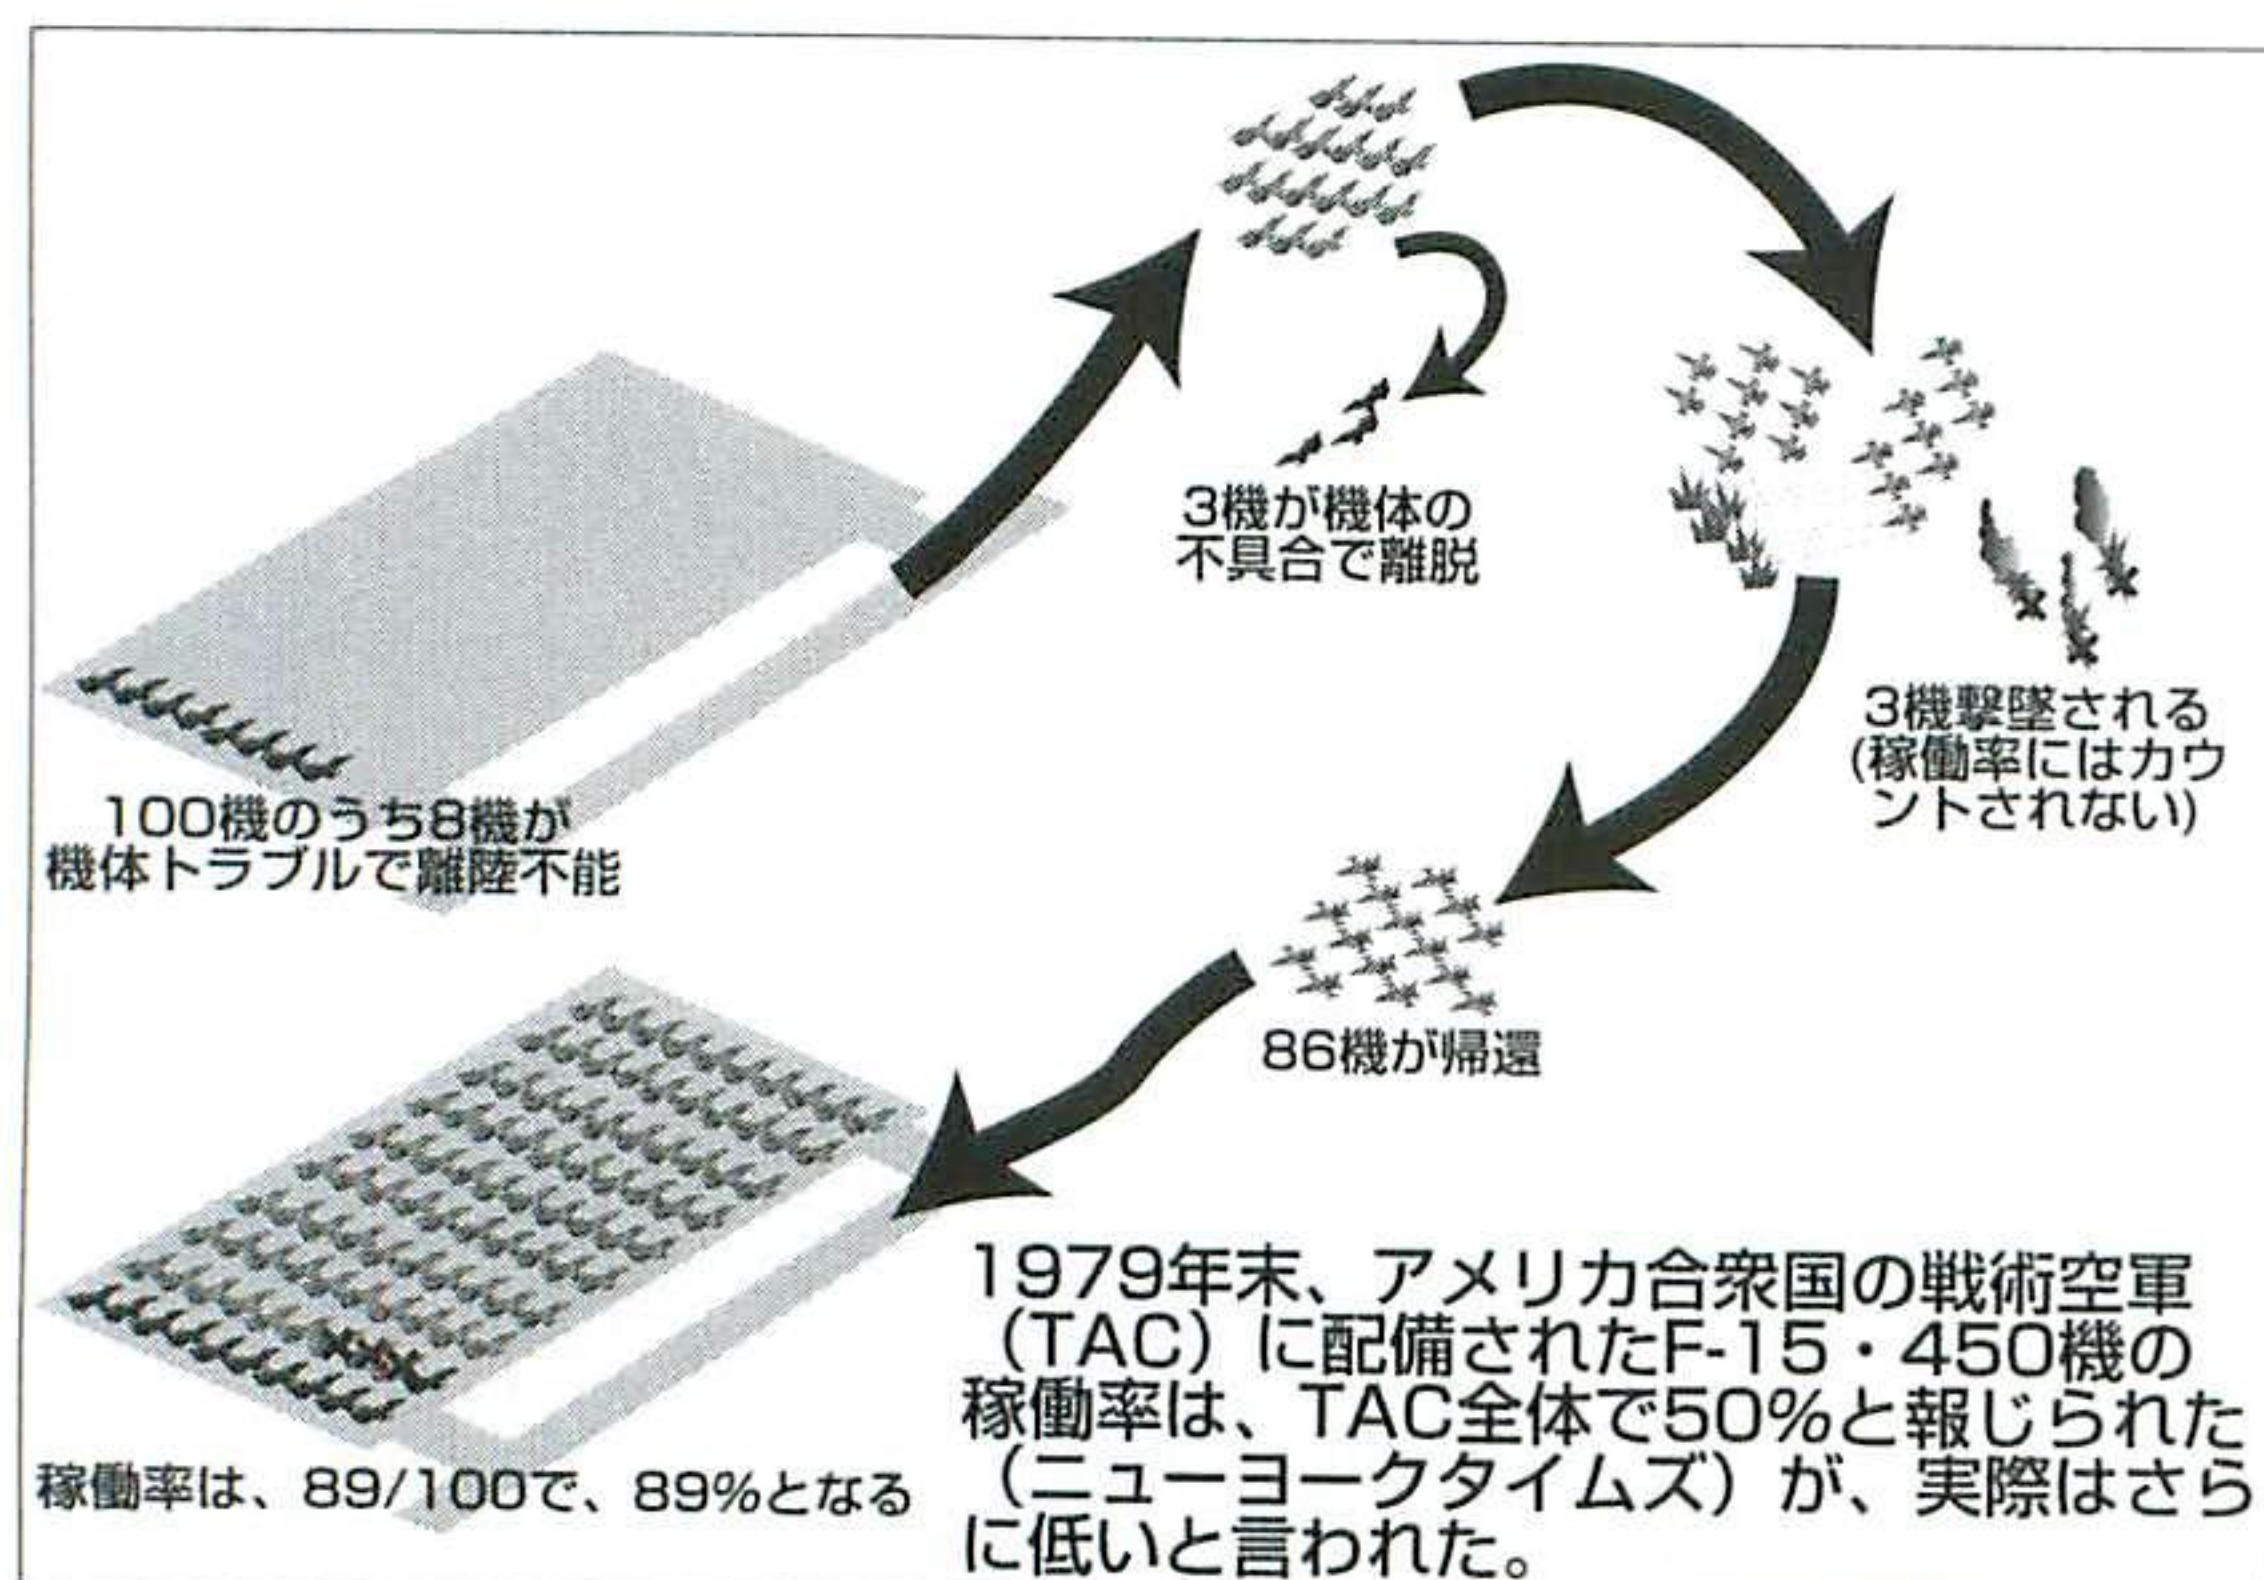 3機が機体の
不具合で離脱
3機撃墜される
(稼働率にはカウ
ントされない)
100機のうち8機が
機体トラブルで離陸不能
86機が帰還
1979年末、アメリカ合衆国の戦術空軍
（TAC）に配備されたF-15・450機の
稼働率は、TAC全体で50%と報じられた
（ニューヨークタイムズ）が、実際はさら
に低いと言われた。
稼働率は、89/100で、89%となる